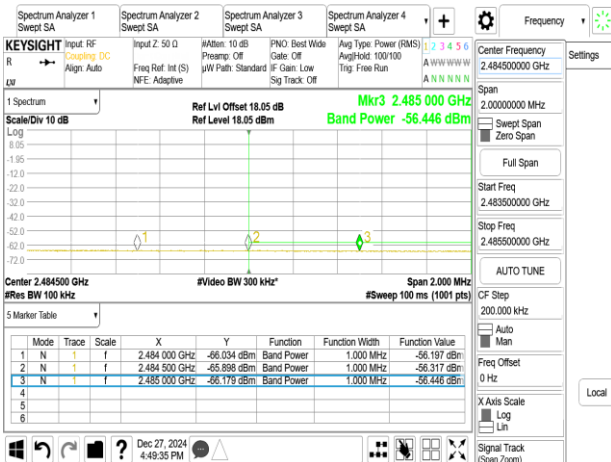 Spectrum Analyzer 1
Swept SA
Spectrum Analyzer 2
Swept SA
Spectrum Analyzer 3
Swept SA
Spectrum Analyzer 4
Swept SA
Frequency
KEYSIGHT
R
Input: RF
Coupling: DC
Align: Auto
Input Z: 50 Ω
Freq Ref: Int (S)
NFE: Adaptive
#Atten: 10 dB
Preamp: Off
µW Path: Standard
PNO: Best Wide
Gate: Off
IF Gain: Low
Sig Track: Off
Avg Type: Power (RMS)
Avg|Hold: 100/100
Trig: Free Run
1 2 3 4 5 6
A W W W W W
A N N N N N
1 Spectrum
Scale/Div 10 dB
Ref Lvl Offset 18.05 dB
Ref Level 18.05 dBm
Mkr3 2.485 000 GHz
Band Power -56.446 dBm
Log
8.05
-1.95
-12.0
-22.0
-32.0
-42.0
-52.0
-62.0
-72.0
1
2
3
Center 2.484500 GHz
#Video BW 300 kHz*
Span 2.000 MHz
#Res BW 100 kHz
#Sweep 100 ms (1001 pts)
5 Marker Table
Mode Trace Scale X Y Function Function Width Function Value
1 N 1 f 2.484 000 GHz -66.034 dBm Band Power 1.000 MHz -56.197 dBm
2 N 1 f 2.484 500 GHz -65.898 dBm Band Power 1.000 MHz -56.317 dBm
3 N 1 f 2.485 000 GHz -66.179 dBm Band Power 1.000 MHz -56.446 dBm
4
5
6
?
Dec 27, 2024
4:49:35 PM
Center Frequency
2.484500000 GHz
Span
2.00000000 MHz
Swept Span
Zero Span
Full Span
Start Freq
2.483500000 GHz
Stop Freq
2.485500000 GHz
AUTO TUNE
CF Step
200.000 kHz
Auto
Man
Freq Offset
0 Hz
X Axis Scale
Log
Lin
Signal Track
(Span Zoom)
Settings
Local